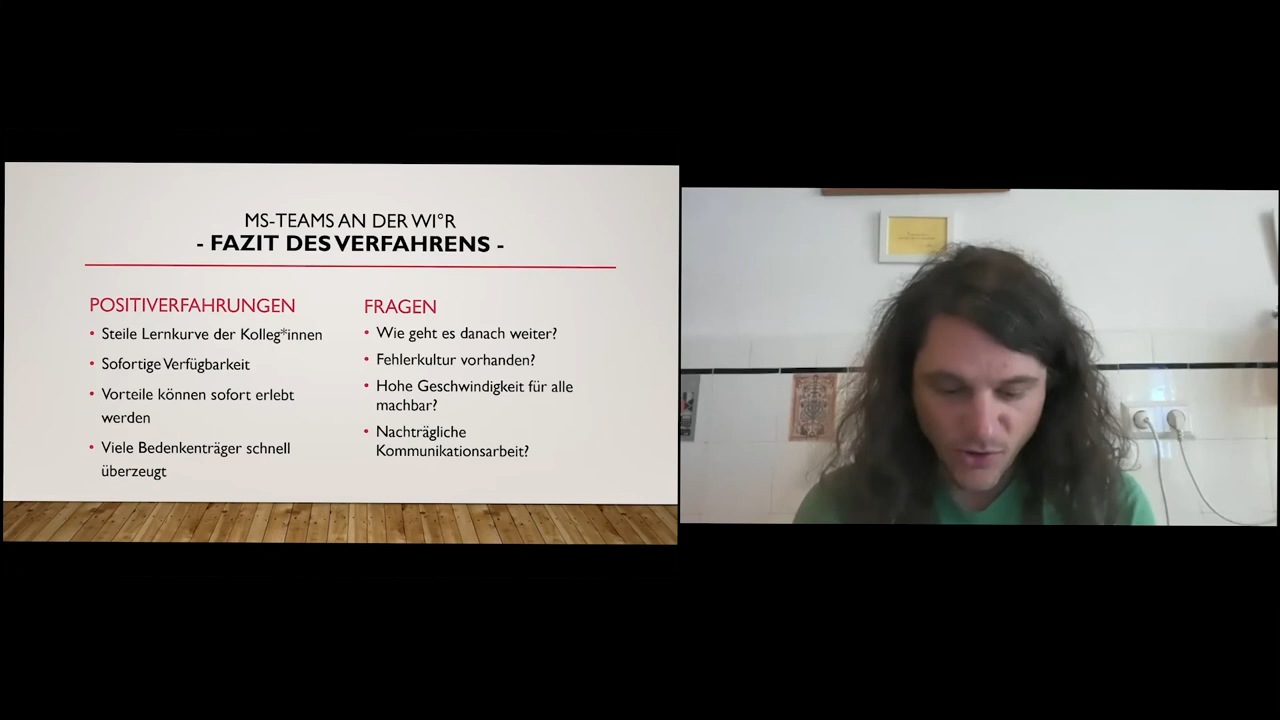 MS-TEAMS AN DER WI°R
- FAZIT DES VERFAHRENS -
POSITIVERFAHRUNGEN
• Steile Lernkurve der Kolleg*innen
• Sofortige Verfügbarkeit
• Vorteile können sofort erlebt
werden
• Viele Bedenkenträger schnell
überzeugt
FRAGEN
• Wie geht es danach weiter?
• Fehlerkultur vorhanden?
• Hohe Geschwindigkeit für alle
machbar?
• Nachträgliche
Kommunikationsarbeit?